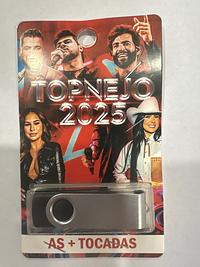 TOPNEJO
2025
AS + TOCADAS